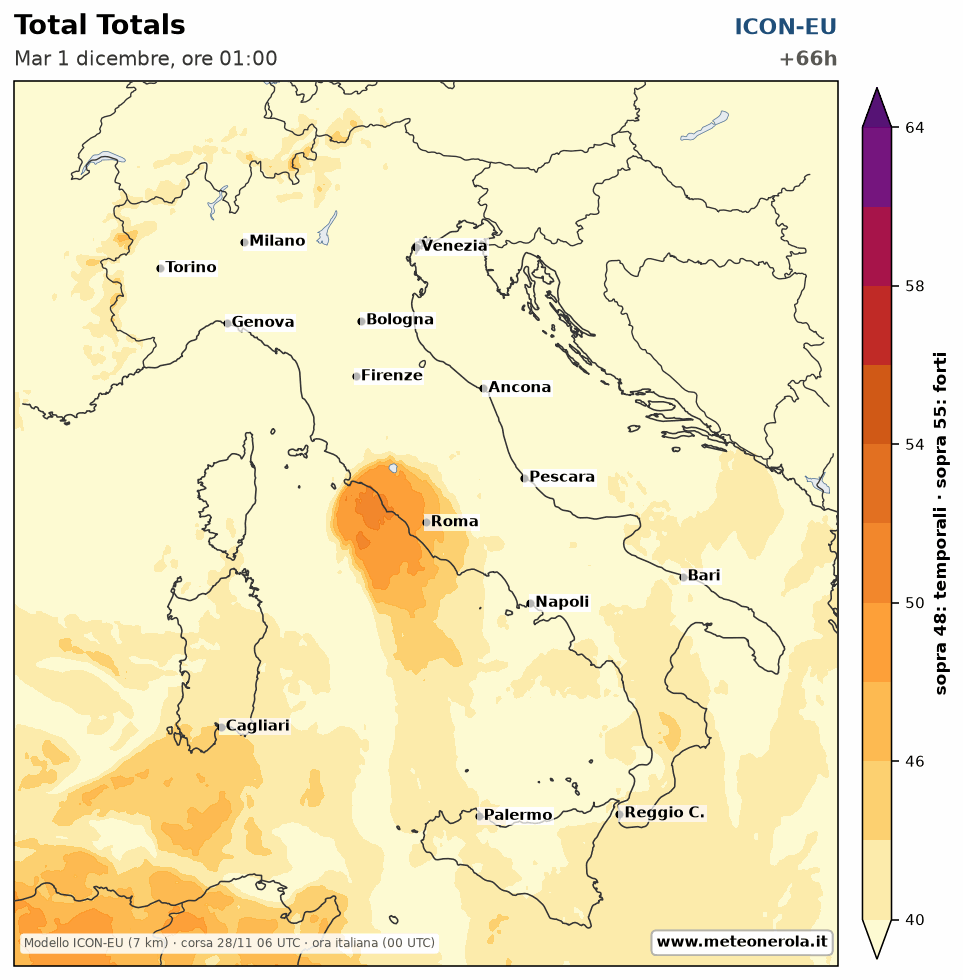 Total Totals
ICON-EU
Mar 1 dicembre, ore 01:00
+66h
64
58
54
50
46
40
sopra 48: temporali · sopra 55: forti
Milano
Venezia
Torino
Genova
Bologna
Firenze
Ancona
Pescara
Roma
Bari
Napoli
Cagliari
Palermo
Reggio C.
Modello ICON-EU (7 km) · corsa 28/11 06 UTC · ora italiana (00 UTC)
www.meteonerola.it